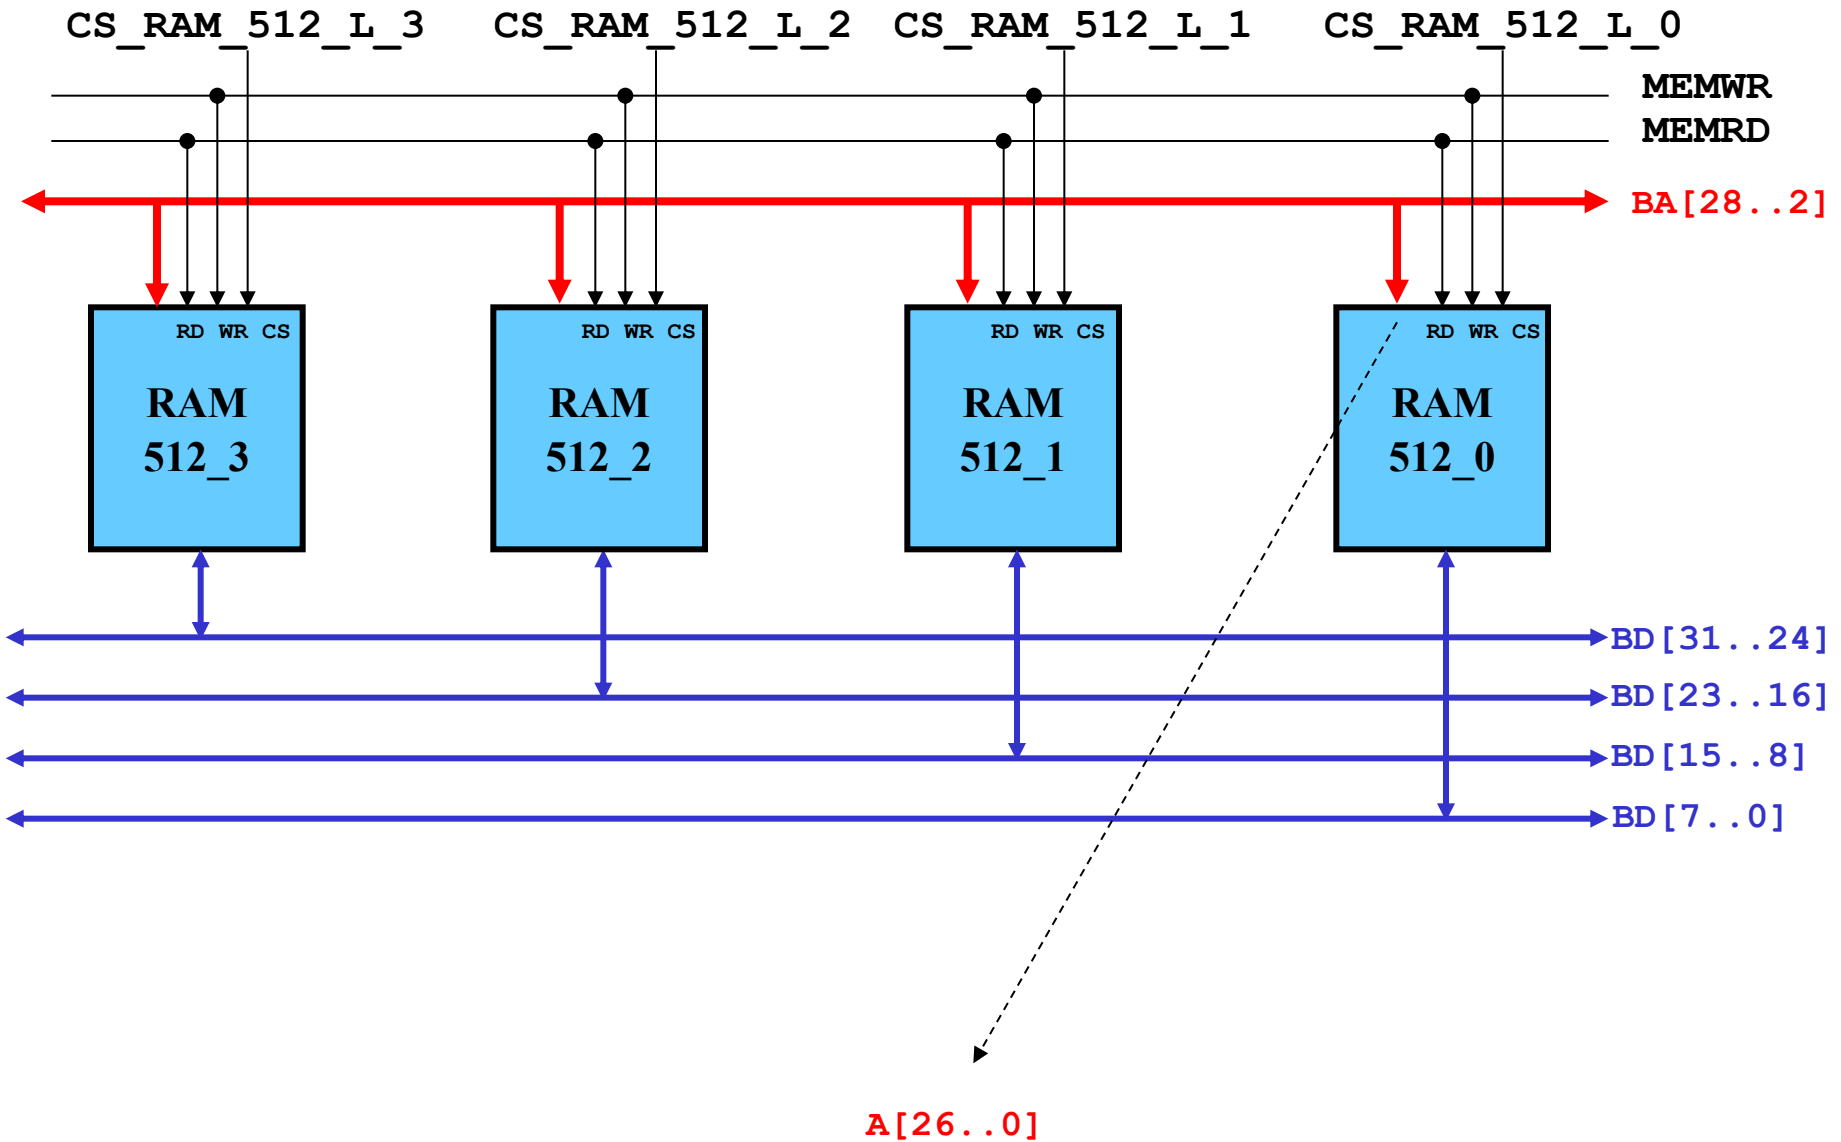 CS_RAM_512_L_3 CS_RAM_512_L_2 CS_RAM_512_L_1 CS_RAM_512_L_0
MEMWR
MEMRD
BA[28..2]
RD WR CS RD WR CS RD WR CS RD WR CS
RAM RAM RAM RAM
512_3 512_2 512_1 512_0
BD[31..24]
BD[23..16]
BD[15..8]
BD[7..0]
A[26..0]